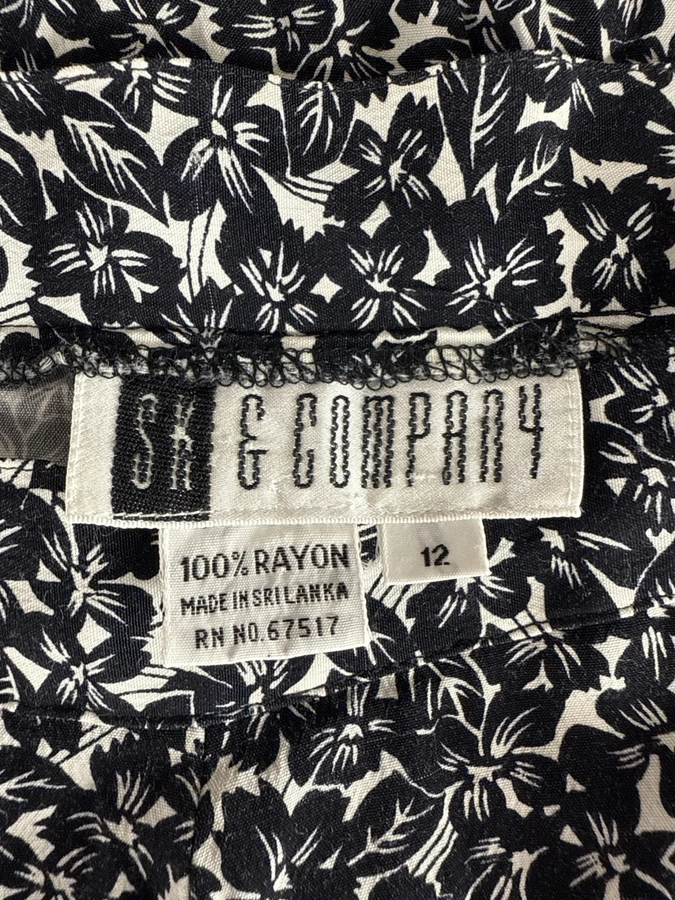 SK & COMPANY
100% RAYON
12
MADE IN SRI LANKA
RN NO. 67517